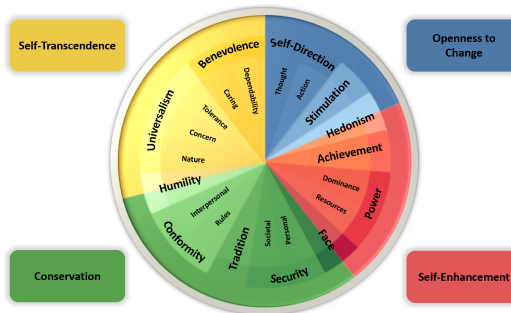 Self-Transcendence
Openness to
Change
Benevolence
Self-Direction
Dependability
Caring
Thought
Action
Stimulation
Universalism
Tolerance
Concern
Nature
Hedonism
Achievement
Humility
Dominance
Resources
Power
Interpersonal
Rules
Conformity
Tradition
Societal
Personal
Security
Face
Conservation
Self-Enhancement